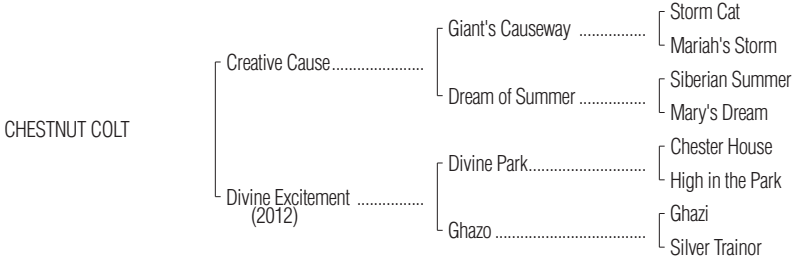 Storm Cat
Giant's Causeway ................
Mariah's Storm
Creative Cause......................
Siberian Summer
Dream of Summer ................
Mary's Dream
CHESTNUT COLT
Chester House
Divine Park............................
High in the Park
Divine Excitement ................
(2012)
Ghazi
Ghazo ....................................
Silver Trainor